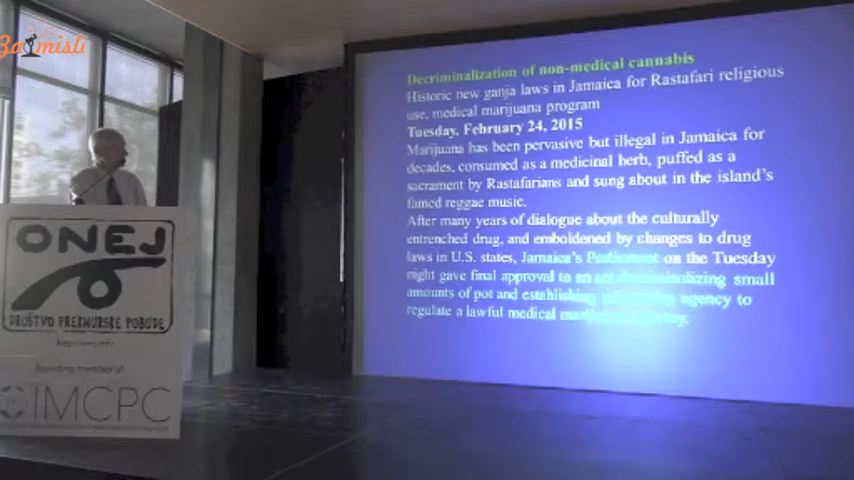 Zamisli
Decriminalization of non-medical cannabis
Historic new ganja laws in Jamaica for Rastafari religious
use, medical marijuana program
Tuesday, February 24, 2015
Marijuana has been pervasive but illegal in Jamaica for
decades, consumed as a medicinal herb, puffed as a
sacrament by Rastafarians and sung about in the island's
famed reggae music.
After many years of dialogue about the culturally
entrenched drug, and emboldened by changes to drug
laws in U.S. states, Jamaica's Parliament on the Tuesday
night gave final approval to an act decriminalizing small
amounts of pot and establishing agency to
regulate a lawful medical
ONEJ
DRUŠTVO PREKMURSKE POBUDE
founding member of
IMCPC